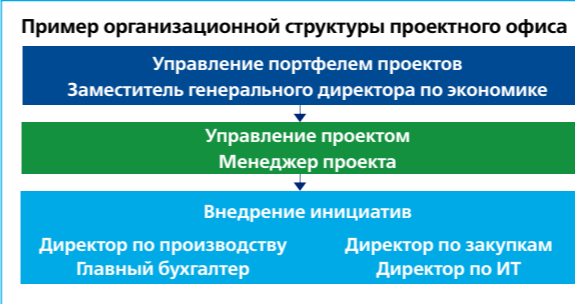 Пример организационной структуры проектного офиса
Управление портфелем проектов
Заместитель генерального директора по экономике
Управление проектом
Менеджер проекта
Внедрение инициатив
Директор по производству
Главный бухгалтер
Директор по закупкам
Директор по ИТ